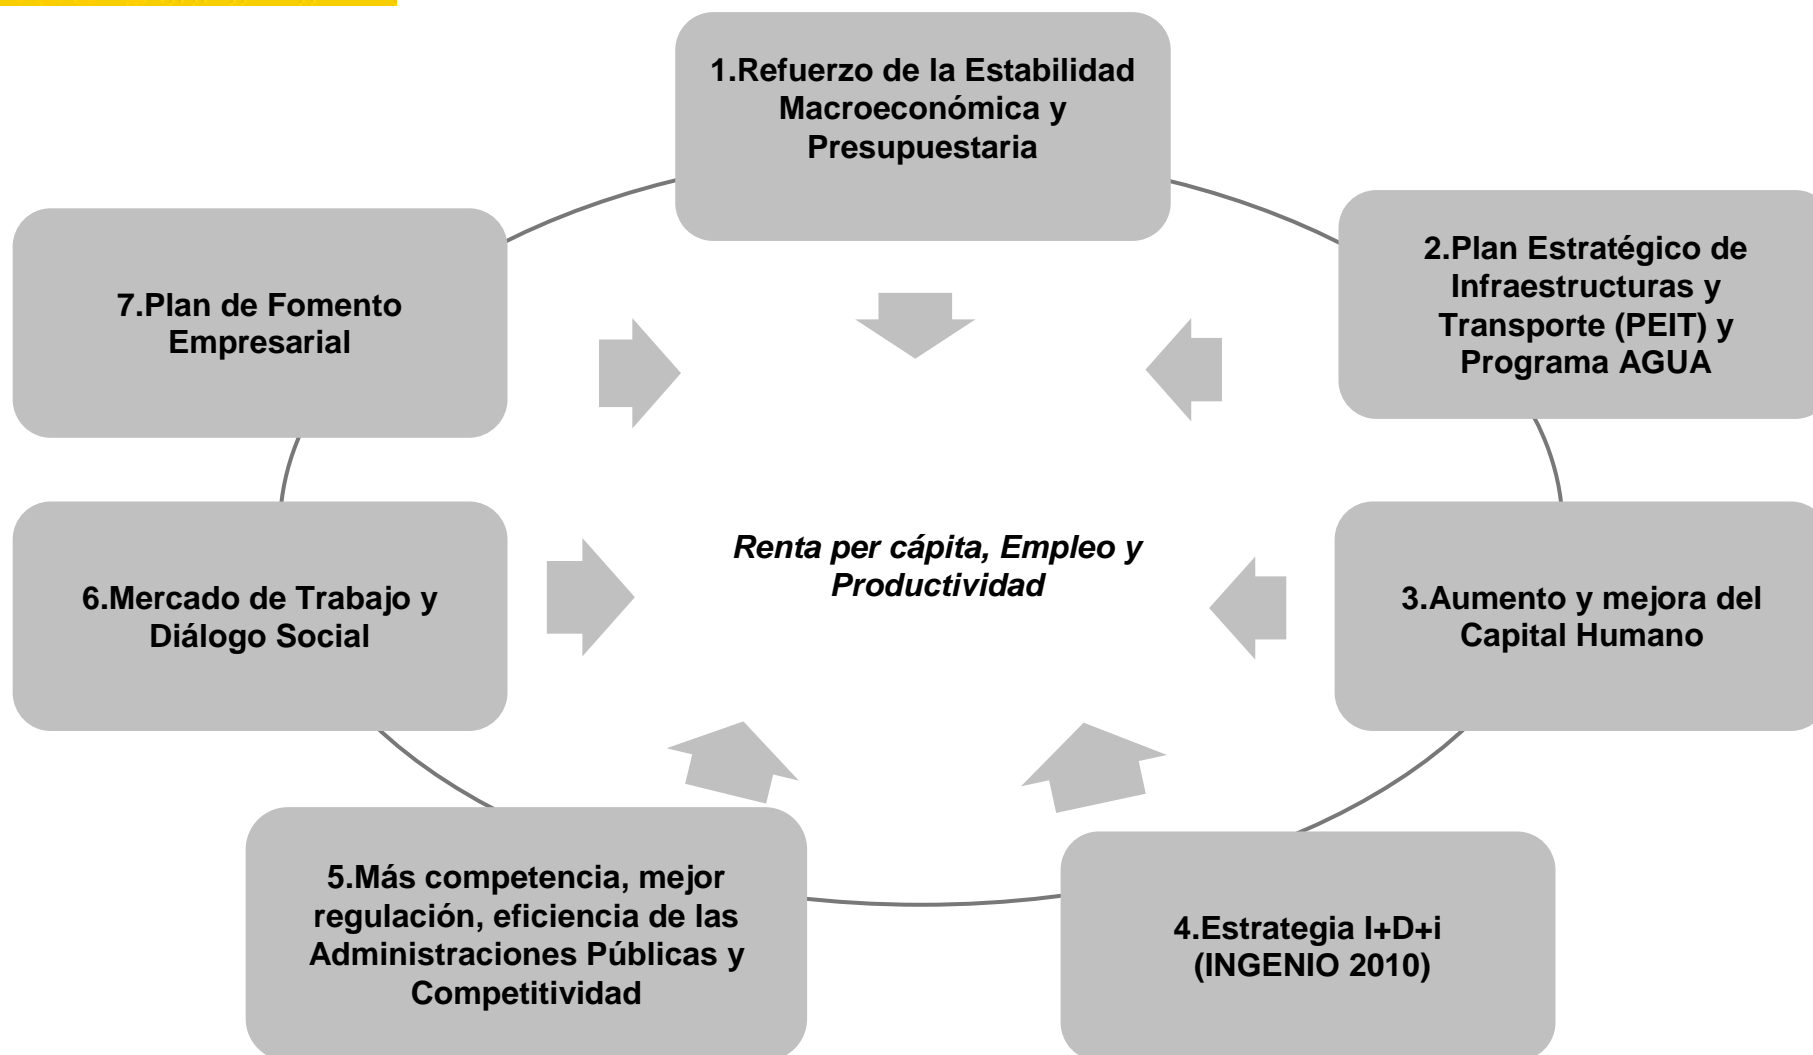 1.Refuerzo de la Estabilidad
Macroeconómica y
Presupuestaria
2.Plan Estratégico de
Infraestructuras y
Transporte (PEIT) y
Programa AGUA
3.Aumento y mejora del
Capital Humano
4.Estrategia I+D+i
(INGENIO 2010)
5.Más competencia, mejor
regulación, eficiencia de las
Administraciones Públicas y
Competitividad
6.Mercado de Trabajo y
Diálogo Social
7.Plan de Fomento
Empresarial
Renta per cápita, Empleo y
Productividad